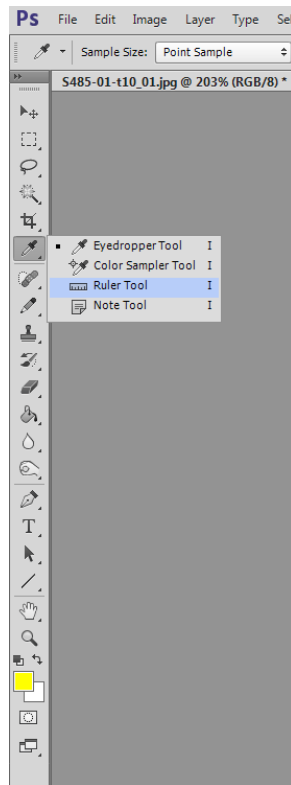 Ps File Edit Image Layer Type
Sample Size: Point Sample
S485-01-t10_01.jpg @ 203% (RGB/8) *
Eyedropper Tool I
Color Sampler Tool I
Ruler Tool I
Note Tool I
T